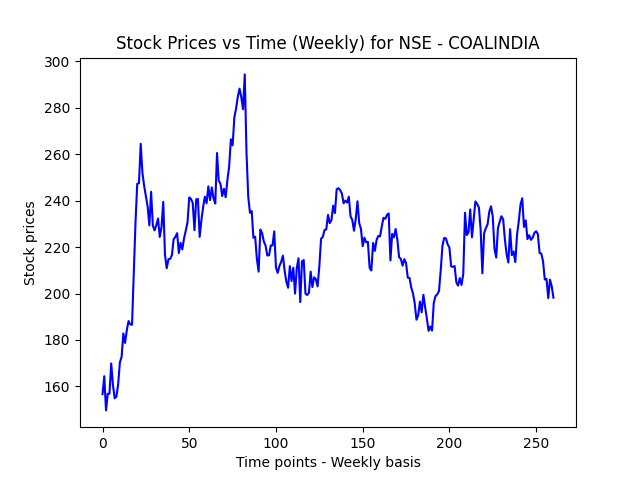 Stock Prices vs Time (Weekly) for NSE - COALINDIA
300
280
260
240
220
200
180
160
Stock prices
0 50 100 150 200 250
Time points - Weekly basis